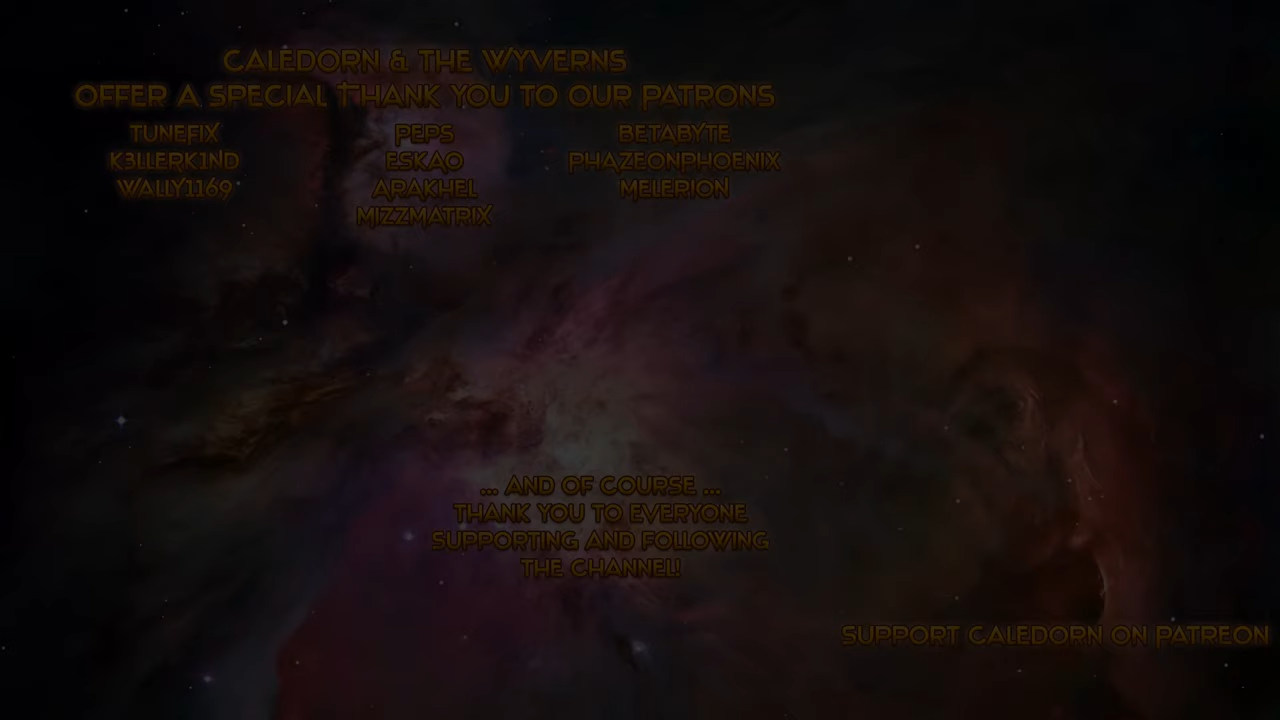 CALEDORN & THE WYVERNS
OFFER A SPECIAL THANK YOU TO OUR PATRONS
TUNEFIX PEPS BETABYTE
K3LLERK1ND ESKAO PHAZEONPHOENIX
WALLY1169 ARAKHEL MELERION
MIZZMATRIX
... AND OF COURSE ...
THANK YOU TO EVERYONE
SUPPORTING AND FOLLOWING
THE CHANNEL!
SUPPORT CALEDORN ON PATREON